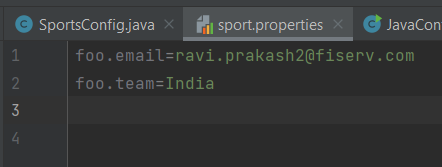 SportsConfig.java sport.properties JavaCon
1 foo.email=ravi.prakash2@fiserv.com
2 foo.team=India
3
4